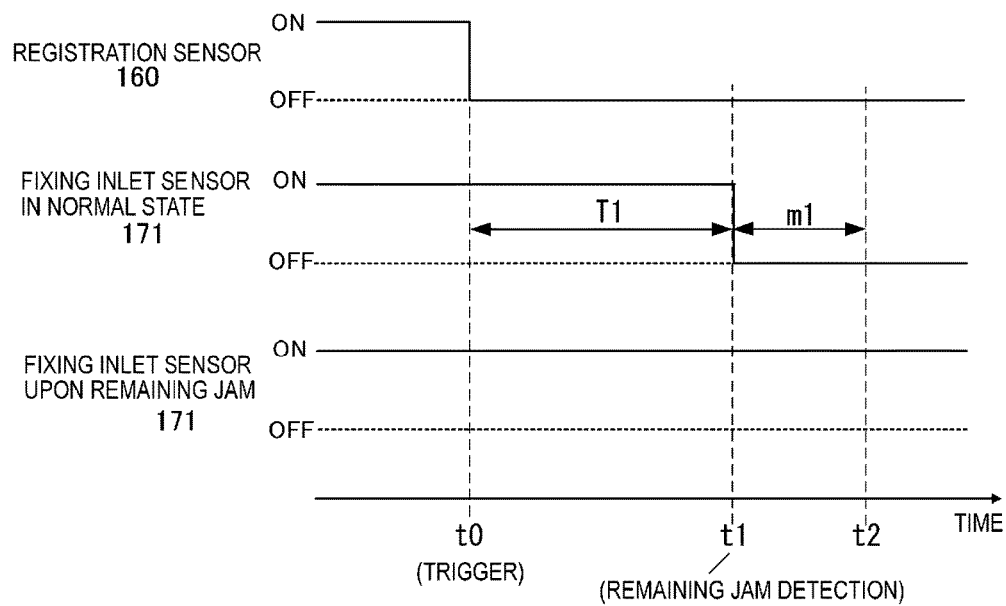 ON
REGISTRATION SENSOR
160
OFF
FIXING INLET SENSOR
IN NORMAL STATE
171
ON
T1
m1
OFF
FIXING INLET SENSOR
UPON REMAINING JAM
171
ON
OFF
t0
t1
t2
TIME
(TRIGGER)
(REMAINING JAM DETECTION)